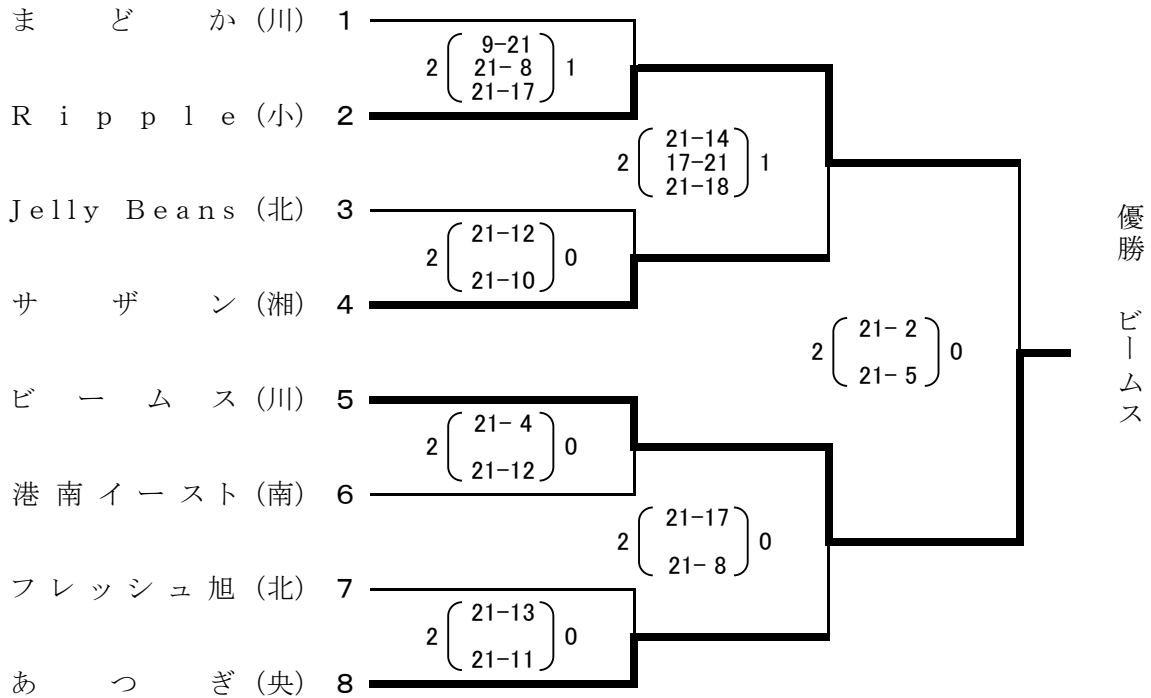 まどか(川) 1
9-21
2 21- 8 1
21-17
Ripple(小) 2
21-14
2 17-21 1
21-18
Jelly Beans(北) 3
21-12
2 0
21-10
サザン(湘) 4
21- 2
2 0
21- 5
優勝 ビームス
ビームス(川) 5
21- 4
2 0
21-12
港南イースト(南) 6
21-17
2 0
21- 8
フレッシュ旭(北) 7
21-13
2 0
21-11
あつぎ(央) 8